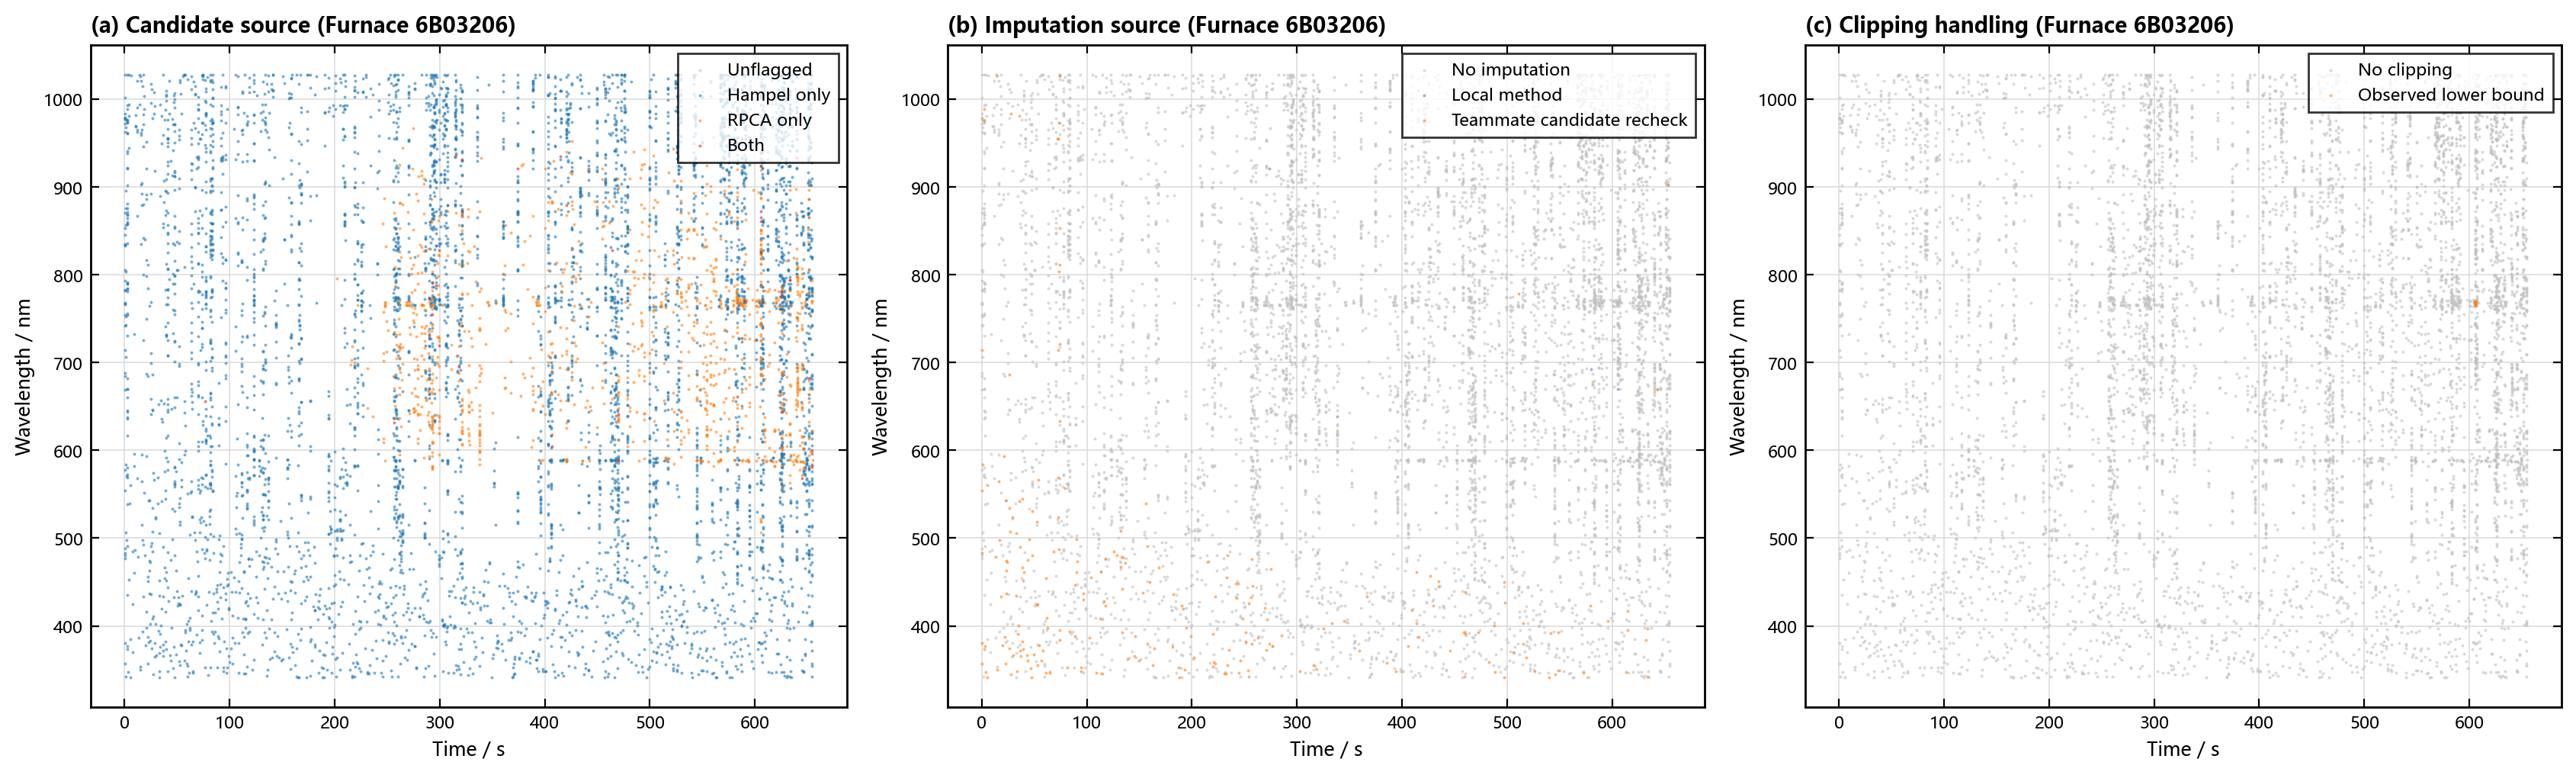 (a) Candidate source (Furnace 6B03206)
Unflagged
Hampel only
RPCA only
Both
1000
900
800
700
600
500
400
Wavelength / nm
0 100 200 300 400 500 600
Time / s
(b) Imputation source (Furnace 6B03206)
No imputation
Local method
Teammate candidate recheck
1000
900
800
700
600
500
400
Wavelength / nm
0 100 200 300 400 500 600
Time / s
(c) Clipping handling (Furnace 6B03206)
No clipping
Observed lower bound
1000
900
800
700
600
500
400
Wavelength / nm
0 100 200 300 400 500 600
Time / s